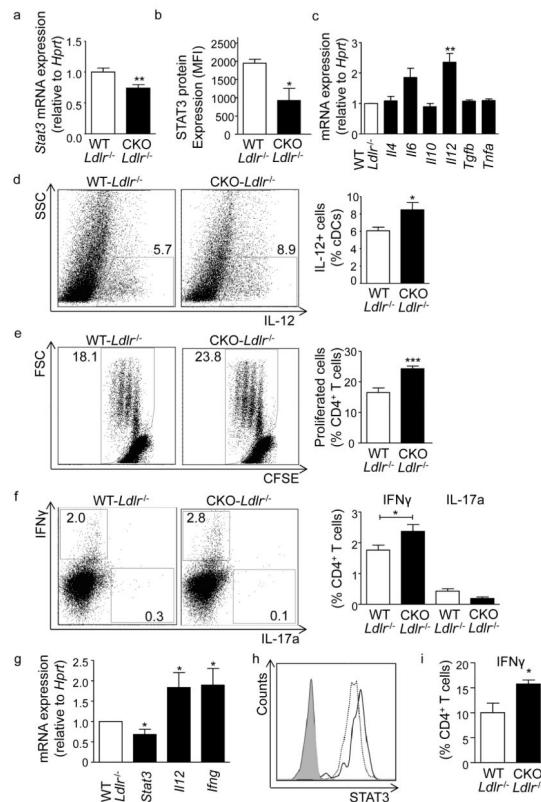 a
Stat3 mRNA expression
(relative to Hprt)
1.5
1.0
0.5
0.0
**
WT
Ldlr-/-
CKO
Ldlr-/-
b
STAT3 protein
Expression (MFI)
2500
2000
1500
1000
500
0
*
WT
Ldlr-/-
CKO
Ldlr-/-
c
mRNA expression
(relative to Hprt)
3
2
1
0
**
WT
Ldlr-/-
Il4
Il6
Il10
Il12
Tgfb
Tnfa
d
WT-Ldlr-/-
CKO-Ldlr-/-
SSC
5.7
8.9
IL-12
IL-12+ cells
(% cDCs)
10
8
6
4
2
0
*
WT
Ldlr-/-
CKO
Ldlr-/-
e
WT-Ldlr-/-
CKO-Ldlr-/-
FSC
18.1
23.8
CFSE
Proliferated cells
(% CD4+ T cells)
30
20
10
0
***
WT
Ldlr-/-
CKO
Ldlr-/-
f
WT-Ldlr-/-
CKO-Ldlr-/-
IFNγ
2.0
2.8
0.3
0.1
IL-17a
IFNγ
IL-17a
(% CD4+ T cells)
3
2
1
0
*
WT
Ldlr-/-
CKO
Ldlr-/-
WT
Ldlr-/-
CKO
Ldlr-/-
g
mRNA expression
(relative to Hprt)
2.5
2.0
1.5
1.0
0.5
0.0
*
*
*
WT
Ldlr-/-
Stat3
Il12
Ifng
h
Counts
STAT3
i
IFNγ
(% CD4+ T cells)
20
15
10
5
0
*
WT
Ldlr-/-
CKO
Ldlr-/-